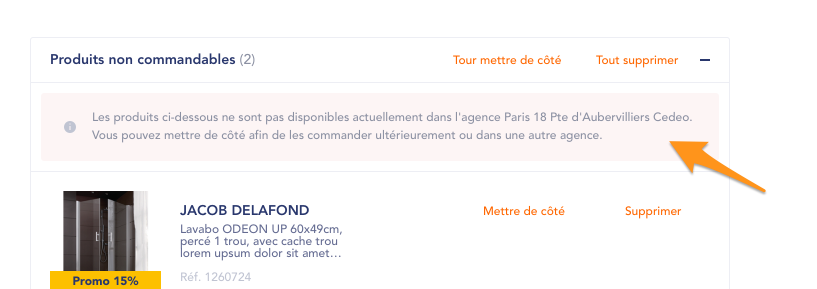 Produits non commandables (2)
Tour mettre de côté
Tout supprimer
Les produits ci-dessous ne sont pas disponibles actuellement dans l'agence Paris 18 Pte d'Aubervilliers Cedeo.
Vous pouvez mettre de côté afin de les commander ultérieurement ou dans une autre agence.
JACOB DELAFOND
Mettre de côté
Supprimer
Lavabo ODEON UP 60x49cm,
percé 1 trou, avec cache trou
lorem upsum dolor sit amet...
Réf. 1260724
Promo 15%